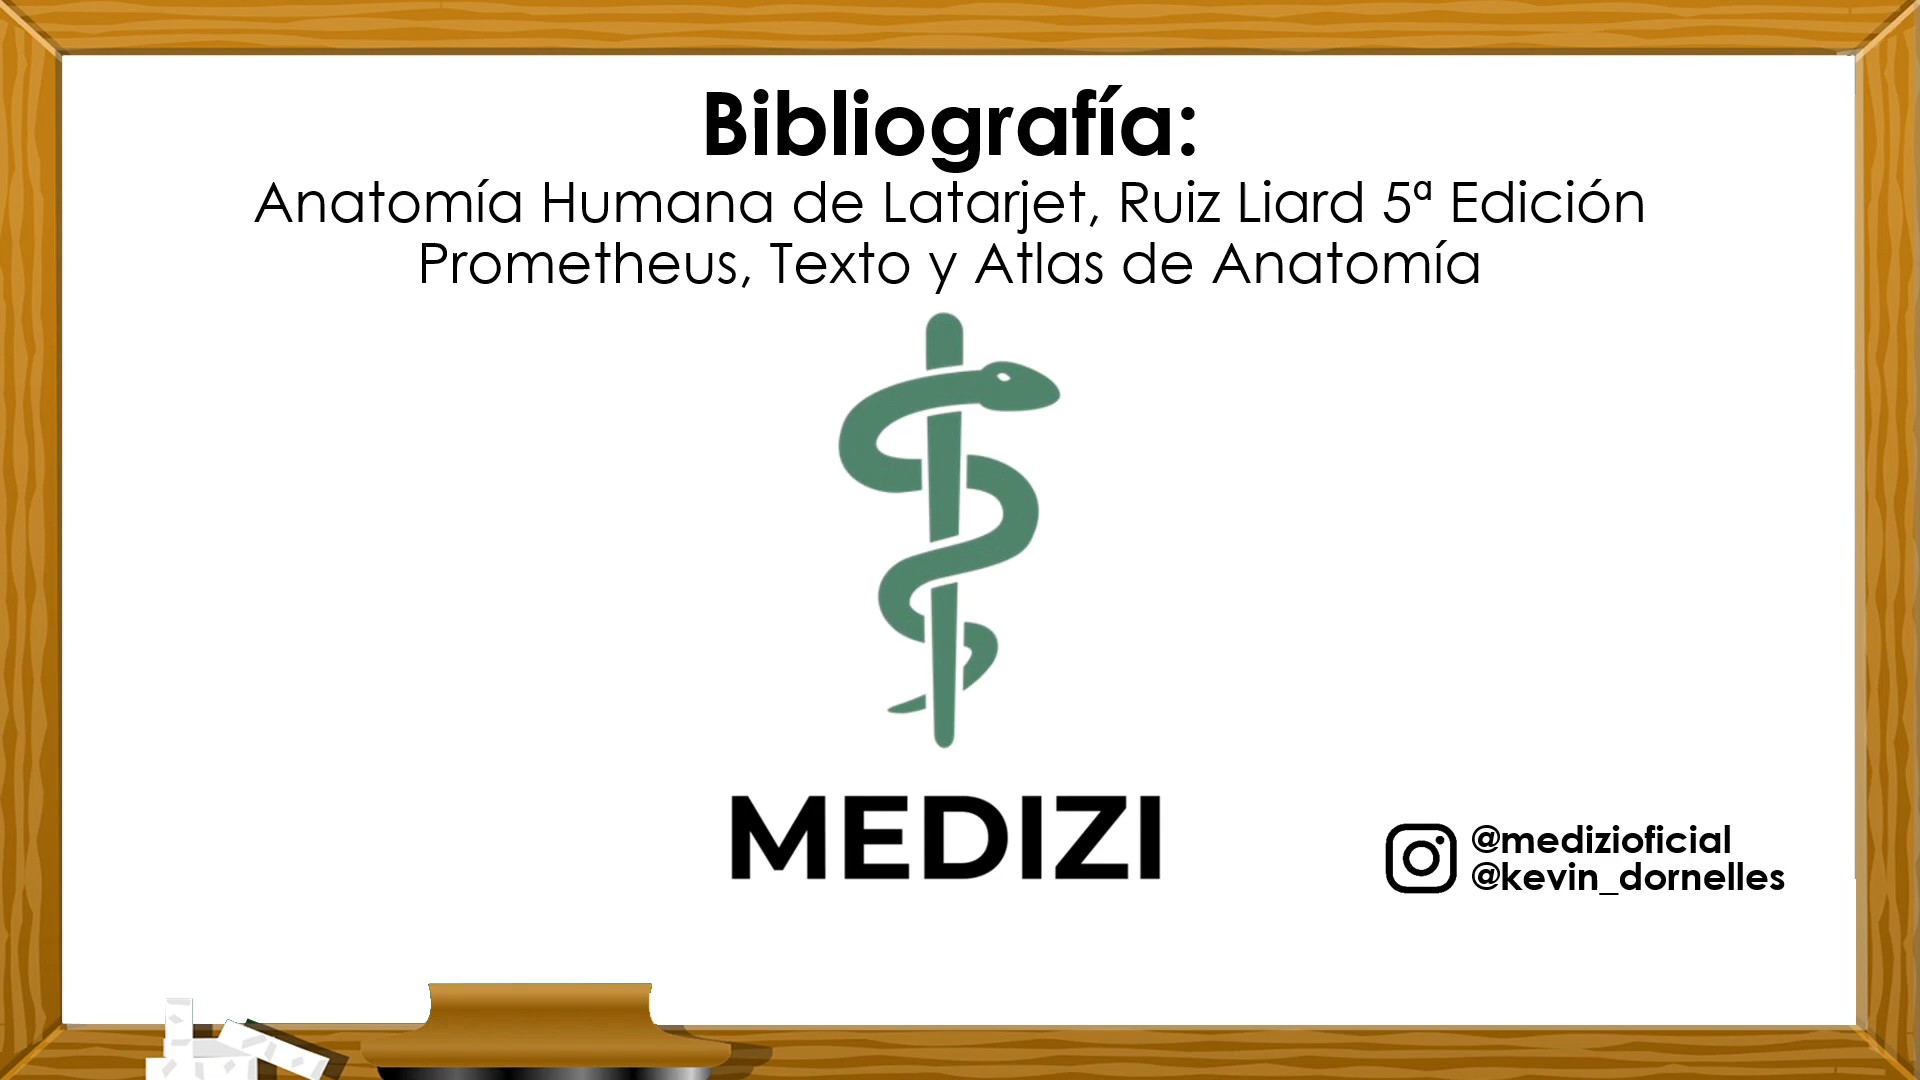 Bibliografía:
Anatomía Humana de Latarjet, Ruiz Liard 5ª Edición
Prometheus, Texto y Atlas de Anatomía
MEDIZI
@medizioficial
@kevin_dornelles